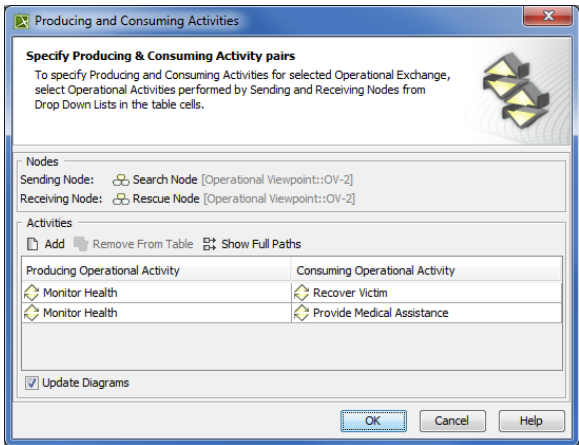 Producing and Consuming Activities
Specify Producing & Consuming Activity pairs
To specify Producing and Consuming Activities for selected Operational Exchange,
select Operational Activities performed by Sending and Receiving Nodes from
Drop Down Lists in the table cells.
Nodes
Sending Node: Search Node [Operational Viewpoint::OV-2]
Receiving Node: Rescue Node [Operational Viewpoint::OV-2]
Activities
Add Remove From Table Show Full Paths
Producing Operational Activity Consuming Operational Activity
Monitor Health Recover Victim
Monitor Health Provide Medical Assistance
Update Diagrams
OK Cancel Help